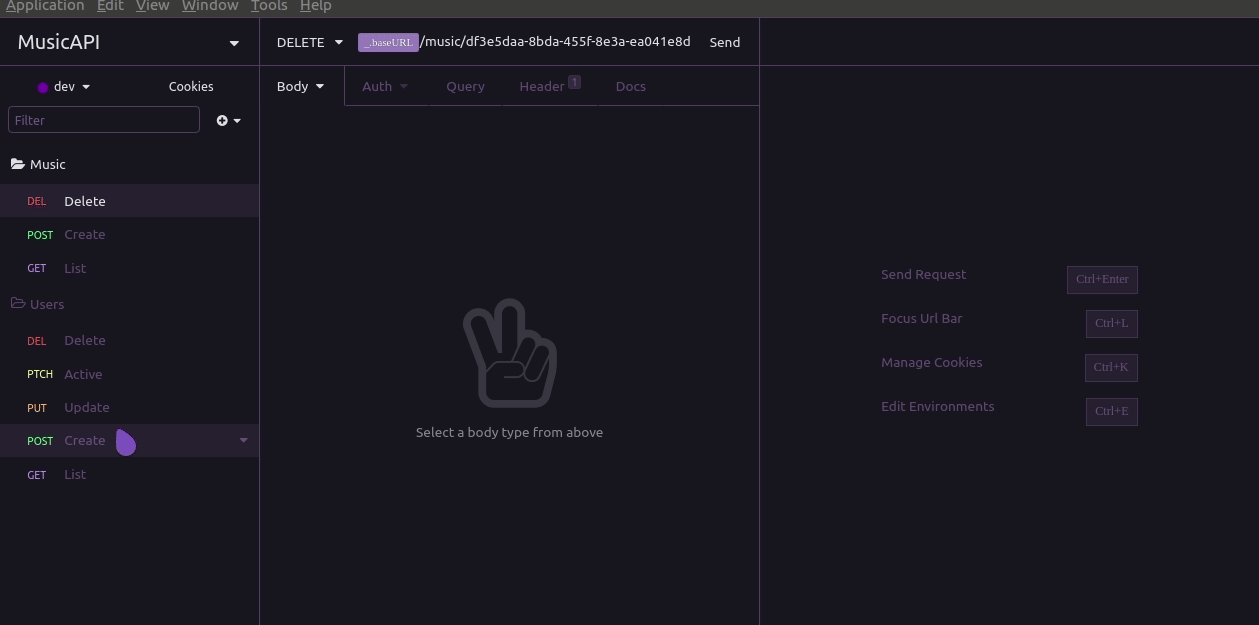 Application Edit View Window Tools Help
MusicAPI
DELETE
_.baseURL /music/df3e5daa-8bda-455f-8e3a-ea041e8d
Send
dev
Cookies
Body
Auth
Query
Header 1
Docs
Filter
Music
DEL Delete
POST Create
GET List
Users
DEL Delete
PTCH Active
PUT Update
POST Create
GET List
Select a body type from above
Send Request Ctrl+Enter
Focus Url Bar Ctrl+L
Manage Cookies Ctrl+K
Edit Environments Ctrl+E